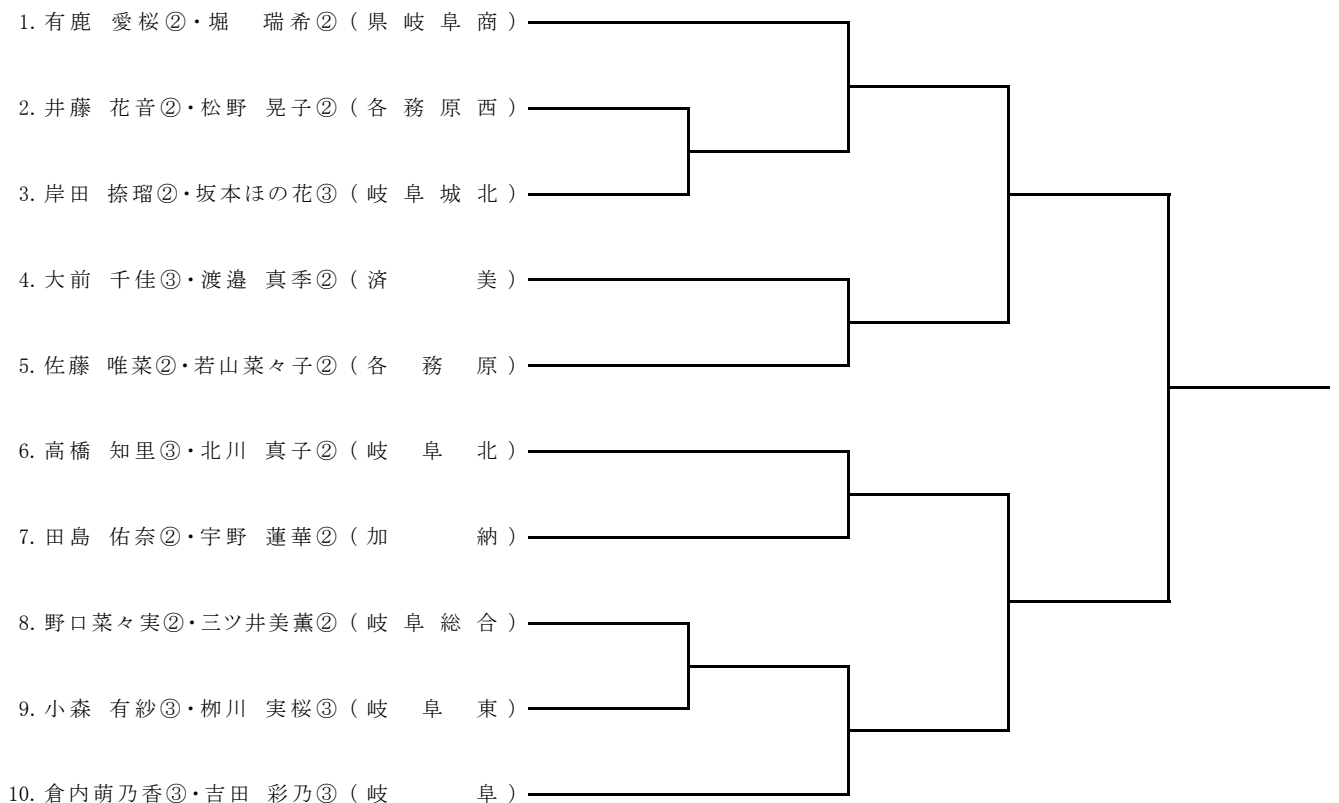 1. 有鹿 愛桜②・堀 瑞希② (県岐阜商)
2. 井藤 花音②・松野 晃子② (各務原西)
3. 岸田 捺瑠②・坂本ほの花③ (岐阜城北)
4. 大前 千佳③・渡邉 真季② (済美)
5. 佐藤 唯菜②・若山菜々子② (各務原)
6. 高橋 知里③・北川 真子② (岐阜北)
7. 田島 佑奈②・宇野 蓮華② (加納)
8. 野口菜々実②・三ツ井美薫② (岐阜総合)
9. 小森 有紗③・栁川 実桜③ (岐阜東)
10. 倉内萌乃香③・吉田 彩乃③ (岐阜)